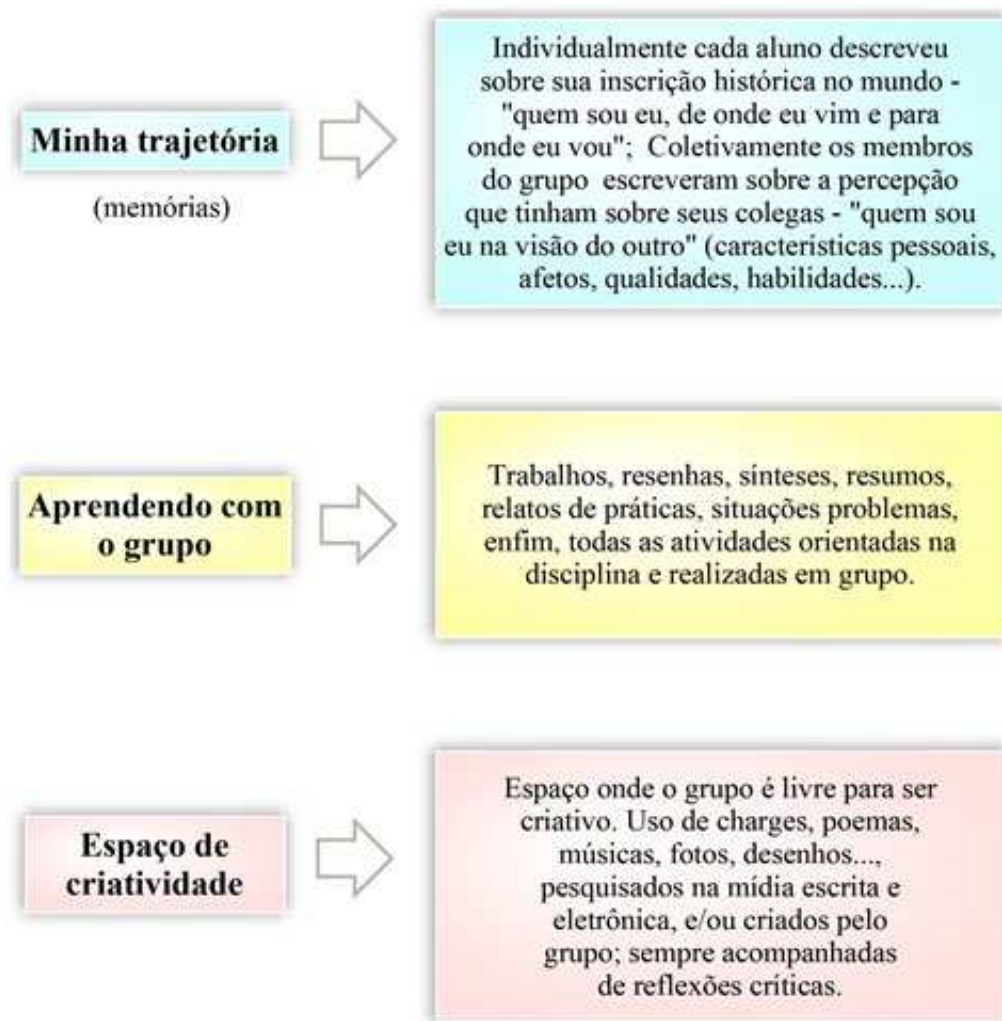 Minha trajetória
(memórias)
Individualmente cada aluno descreveu
sobre sua inscrição histórica no mundo -
"quem sou eu, de onde eu vim e para
onde eu vou"; Coletivamente os membros
do grupo escreveram sobre a percepção
que tinham sobre seus colegas - "quem sou
eu na visão do outro" (características pessoais,
afetos, qualidades, habilidades...).
Aprendendo com
o grupo
Trabalhos, resenhas, sínteses, resumos,
relatos de práticas, situações problemas,
enfim, todas as atividades orientadas na
disciplina e realizadas em grupo.
Espaço de
criatividade
Espaço onde o grupo é livre para ser
criativo. Uso de charges, poemas,
músicas, fotos, desenhos...,
pesquisados na mídia escrita e
eletrônica, e/ou criados pelo
grupo; sempre acompanhadas
de reflexões críticas.